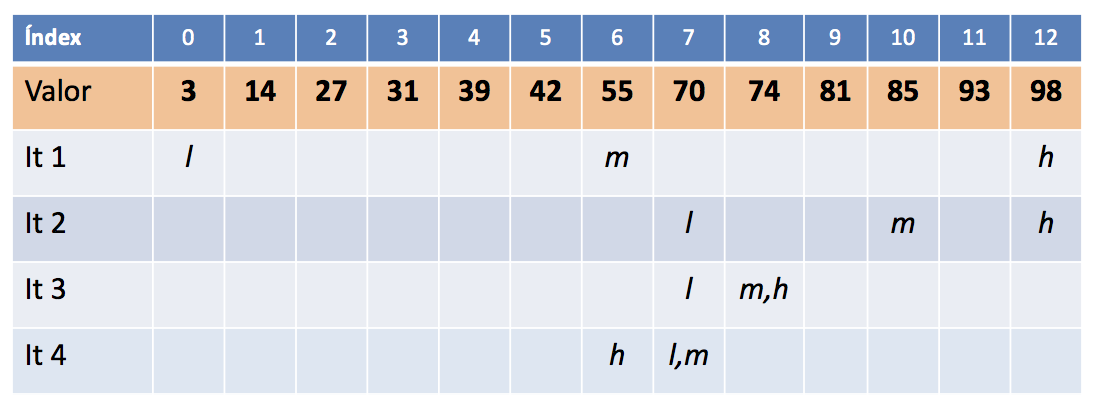 Índex 0 1 2 3 4 5 6 7 8 9 10 11 12
Valor 3 14 27 31 39 42 55 70 74 81 85 93 98
It 1 l m h
It 2 l m h
It 3 l m,h
It 4 h l,m